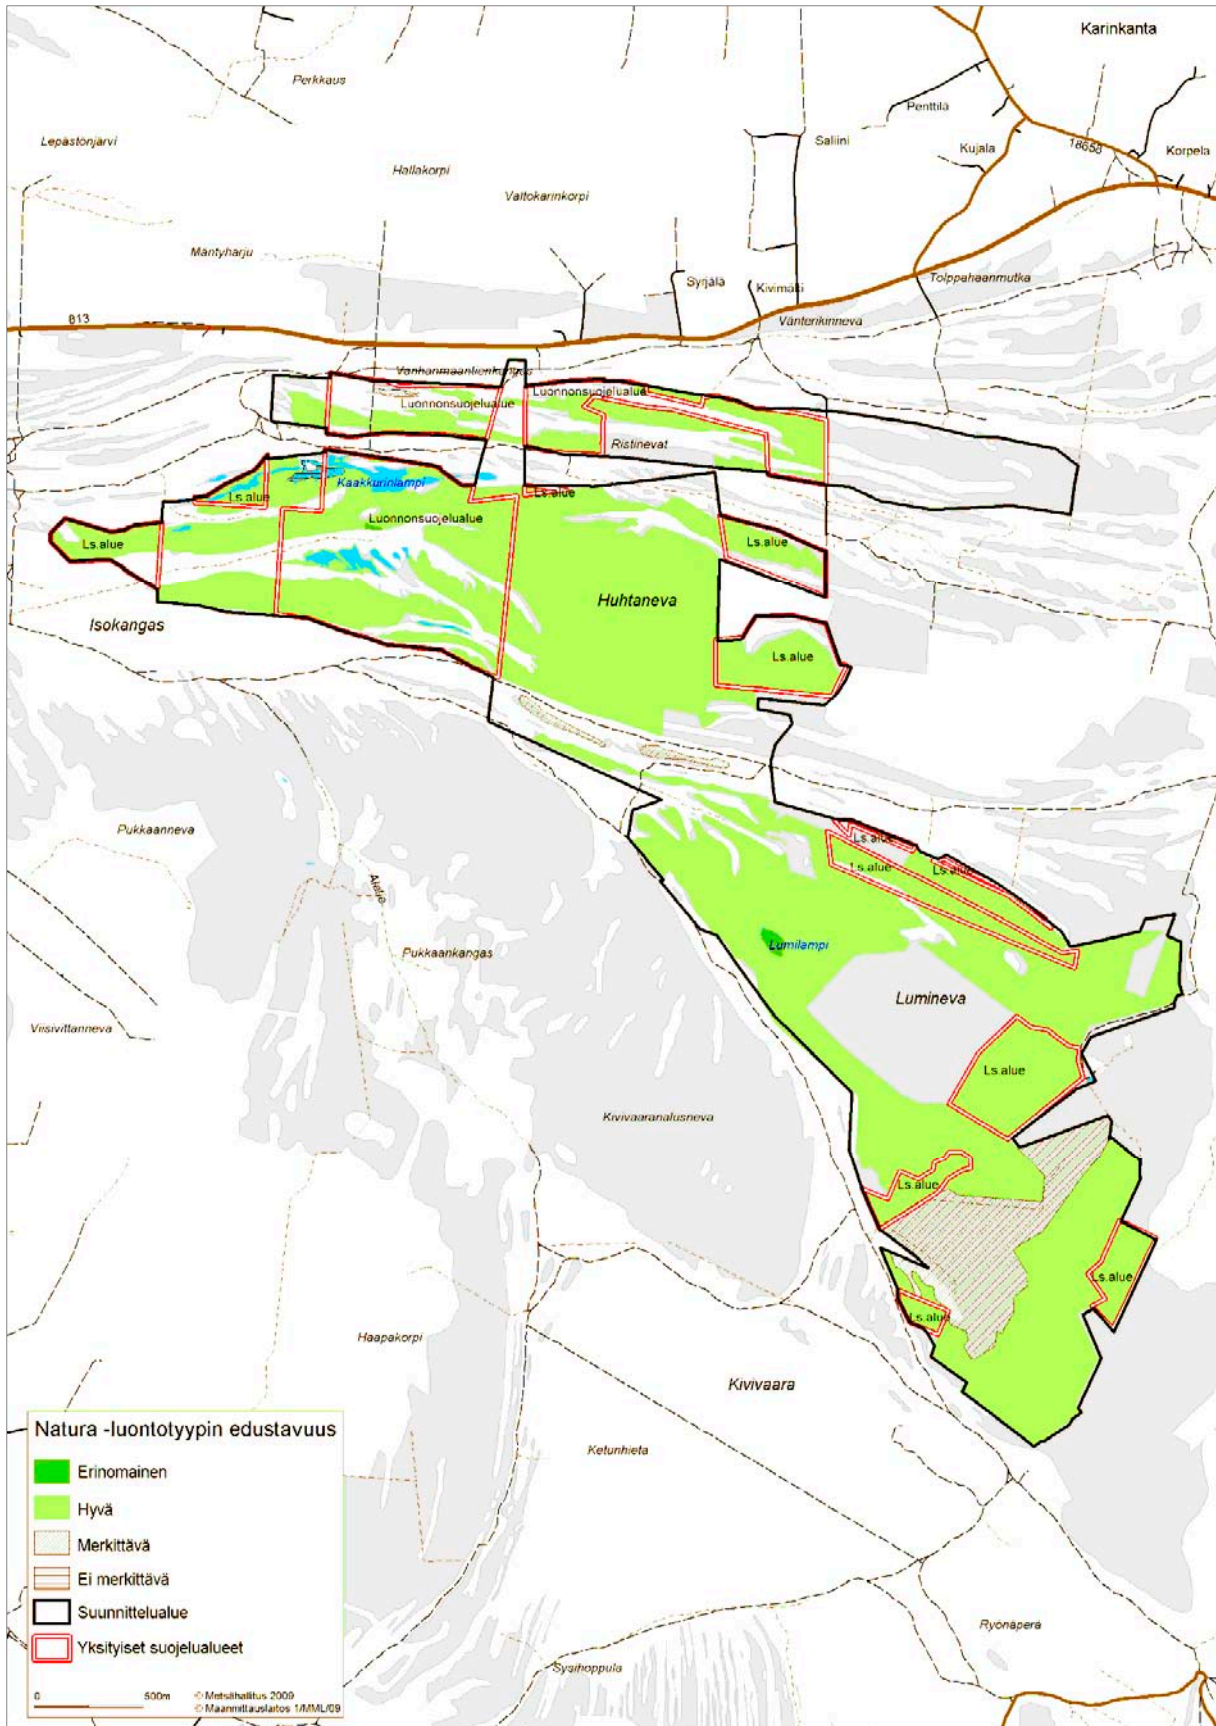 Karinkanta
Perkkaus
Penttilä
Lepästönjärvi
Saliini
Kujala
18658
Korpela
Hallakorpi
Valtokarinkorpi
Mäntyharju
Tolppahaanmutka
Syrjälä
Kivimäki
813
Vänterikinneva
Vanhanmaantienkangas
Luonnonsuojelualue
Luonnonsuojelualue
Ristinevat
Kaakkurinlampi
Ls.alue
Ls.alue
Luonnonsuojelualue
Ls.alue
Ls.alue
Huhtaneva
Isokangas
Ls.alue
Pukkaanneva
Ls.alue
Ls.alue
Ls.alue
Lumilampi
Pukkaankangas
Lumineva
Viisivittanneva
Ls.alue
Kivivaaranalusneva
Ls.alue
Ls.alue
Ls.alue
Haapakorpi
Kivivaara
Ketunhieta
Ryönäperä
Sysihoppula
Natura -luontotyypin edustavuus
Erinomainen
Hyvä
Merkittävä
Ei merkittävä
Suunnittelualue
Yksityiset suojelualueet
0 500m
© Metsähallitus 2009
© Maanmittauslaitos 1/MML/09